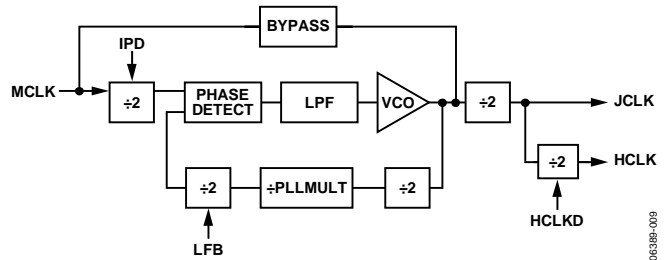 BYPASS
IPD
MCLK
÷2
PHASE
DETECT
LPF
VCO
÷2
JCLK
÷2
÷PLLMULT
÷2
÷2
HCLK
LFB
HCLKD
06389-009